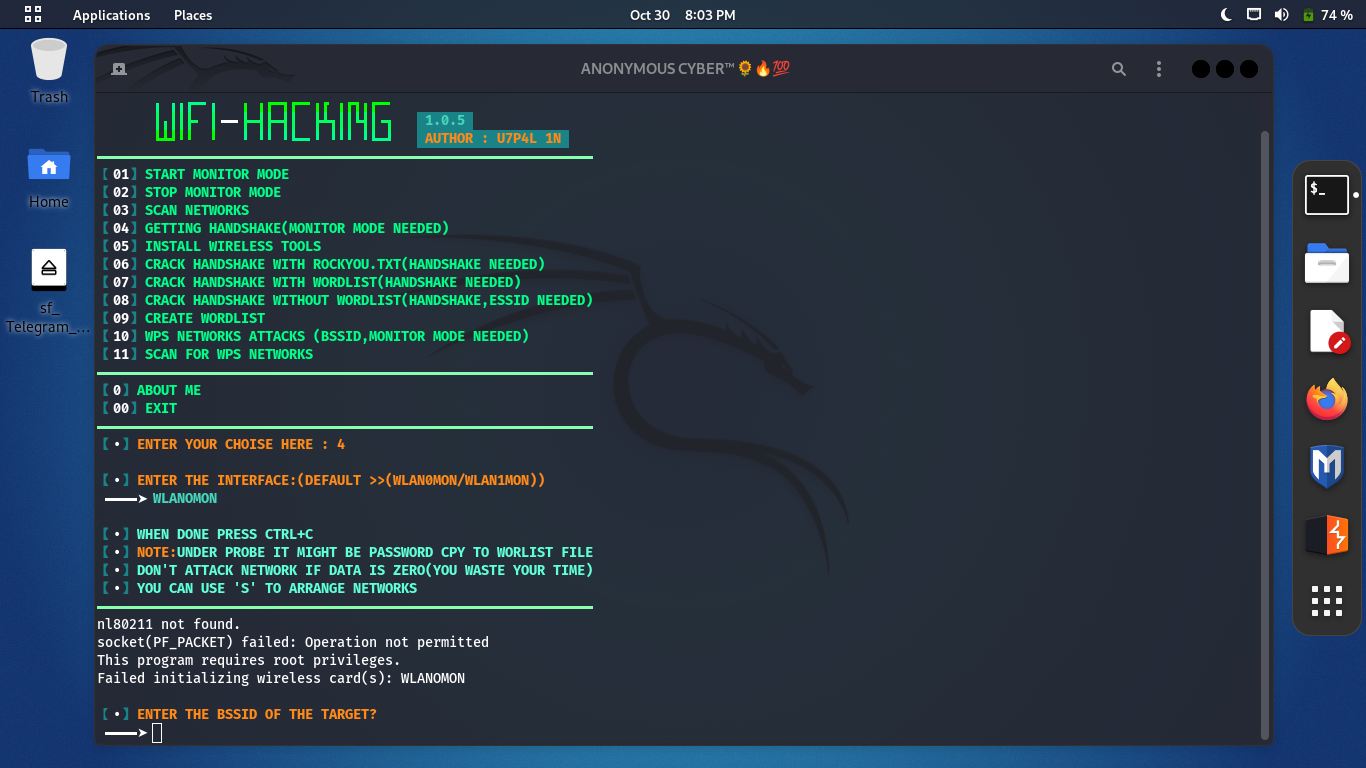 Applications Places Oct 30 8:03 PM 74 %
Trash
Home
sf_
Telegram_...
ANONYMOUS CYBER™🌻🔥💯
WIFI-HACKING
1.0.5
AUTHOR : U7P4L 1N
【01】START MONITOR MODE
【02】STOP MONITOR MODE
【03】SCAN NETWORKS
【04】GETTING HANDSHAKE(MONITOR MODE NEEDED)
【05】INSTALL WIRELESS TOOLS
【06】CRACK HANDSHAKE WITH ROCKYOU.TXT(HANDSHAKE NEEDED)
【07】CRACK HANDSHAKE WITH WORDLIST(HANDSHAKE NEEDED)
【08】CRACK HANDSHAKE WITHOUT WORDLIST(HANDSHAKE,ESSID NEEDED)
【09】CREATE WORDLIST
【10】WPS NETWORKS ATTACKS (BSSID,MONITOR MODE NEEDED)
【11】SCAN FOR WPS NETWORKS
【0】ABOUT ME
【00】EXIT
【•】ENTER YOUR CHOISE HERE : 4
【•】ENTER THE INTERFACE:(DEFAULT >>(WLAN0MON/WLAN1MON))
───➤ WLANOMON
【•】WHEN DONE PRESS CTRL+C
【•】NOTE:UNDER PROBE IT MIGHT BE PASSWORD CPY TO WORLIST FILE
【•】DON'T ATTACK NETWORK IF DATA IS ZERO(YOU WASTE YOUR TIME)
【•】YOU CAN USE 'S' TO ARRANGE NETWORKS
nl80211 not found.
socket(PF_PACKET) failed: Operation not permitted
This program requires root privileges.
Failed initializing wireless card(s): WLANOMON
【•】ENTER THE BSSID OF THE TARGET?
───➤
$_